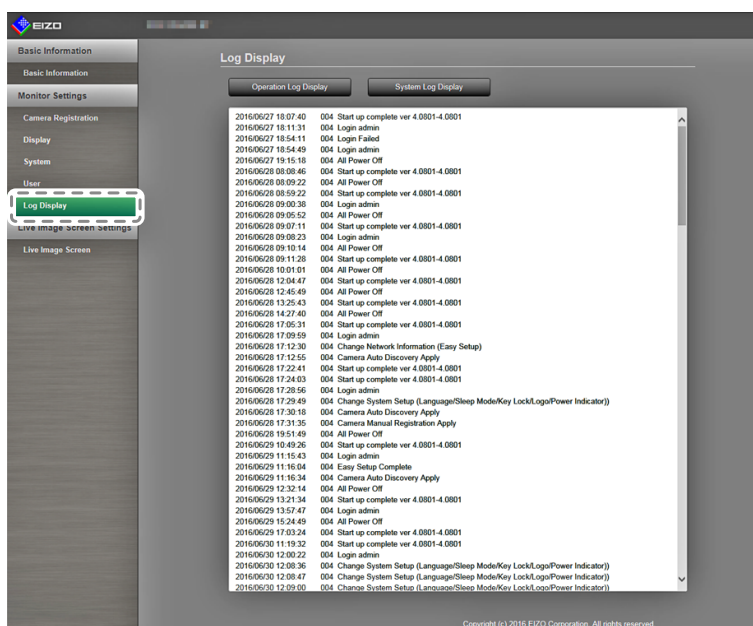 EIZO
Basic Information
Basic Information
Monitor Settings
Camera Registration
Display
System
User
Log Display
Live Image Screen Settings
Live Image Screen
Log Display
Operation Log Display
System Log Display
2016/06/27 18:07:40 004 Start up complete ver 4.0801-4.0801
2016/06/27 18:11:31 004 Login admin
2016/06/27 18:54:11 004 Login Failed
2016/06/27 18:54:49 004 Login admin
2016/06/27 19:15:18 004 All Power Off
2016/06/28 08:08:46 004 Start up complete ver 4.0801-4.0801
2016/06/28 08:09:22 004 All Power Off
2016/06/28 08:59:22 004 Start up complete ver 4.0801-4.0801
2016/06/28 09:00:38 004 Login admin
2016/06/28 09:05:52 004 All Power Off
2016/06/28 09:07:11 004 Start up complete ver 4.0801-4.0801
2016/06/28 09:08:23 004 Login admin
2016/06/28 09:10:14 004 All Power Off
2016/06/28 09:11:28 004 Start up complete ver 4.0801-4.0801
2016/06/28 10:01:01 004 All Power Off
2016/06/28 12:04:47 004 Start up complete ver 4.0801-4.0801
2016/06/28 12:45:49 004 All Power Off
2016/06/28 13:25:43 004 Start up complete ver 4.0801-4.0801
2016/06/28 14:27:40 004 All Power Off
2016/06/28 17:05:31 004 Start up complete ver 4.0801-4.0801
2016/06/28 17:09:59 004 Login admin
2016/06/28 17:12:30 004 Change Network Information (Easy Setup)
2016/06/28 17:12:55 004 Camera Auto Discovery Apply
2016/06/28 17:22:41 004 Start up complete ver 4.0801-4.0801
2016/06/28 17:24:03 004 Start up complete ver 4.0801-4.0801
2016/06/28 17:28:56 004 Login admin
2016/06/28 17:29:49 004 Change System Setup (Language/Sleep Mode/Key Lock/Logo/Power Indicator))
2016/06/28 17:30:18 004 Camera Auto Discovery Apply
2016/06/28 17:31:35 004 Camera Manual Registration Apply
2016/06/28 19:51:49 004 All Power Off
2016/06/29 10:49:26 004 Start up complete ver 4.0801-4.0801
2016/06/29 11:15:43 004 Login admin
2016/06/29 11:16:04 004 Easy Setup Complete
2016/06/29 11:16:34 004 Camera Auto Discovery Apply
2016/06/29 12:32:14 004 All Power Off
2016/06/29 13:21:34 004 Start up complete ver 4.0801-4.0801
2016/06/29 13:57:47 004 Login admin
2016/06/29 15:24:49 004 All Power Off
2016/06/29 17:03:24 004 Start up complete ver 4.0801-4.0801
2016/06/30 11:19:32 004 Start up complete ver 4.0801-4.0801
2016/06/30 12:00:22 004 Login admin
2016/06/30 12:08:36 004 Change System Setup (Language/Sleep Mode/Key Lock/Logo/Power Indicator))
2016/06/30 12:08:47 004 Change System Setup (Language/Sleep Mode/Key Lock/Logo/Power Indicator))
2016/06/30 12:09:00 004 Change System Setup (Language/Sleep Mode/Key Lock/Logo/Power Indicator))
Copyright (c) 2016 EIZO Corporation. All rights reserved.